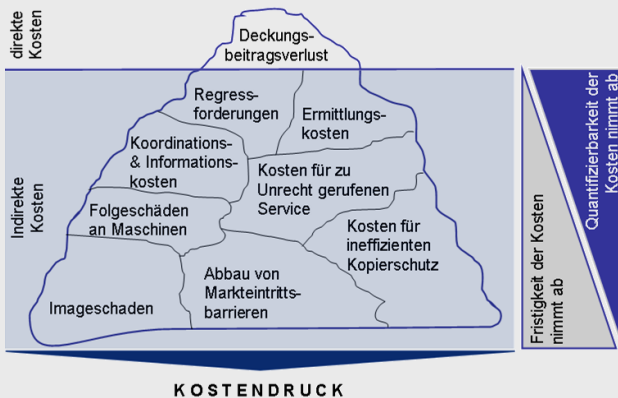 direkte
Kosten
Deckungs-
beitragsverlust
Indirekte
Kosten
Regress-
forderungen
Ermittlungs-
kosten
Koordinations-
& Informations-
kosten
Kosten für zu
Unrecht gerufenen
Service
Folgeschäden
an Maschinen
Kosten für
ineffizienten
Kopierschutz
Abbau von
Markteintritts-
barrieren
Imageschaden
Fristigkeit der Kosten
nimmt ab
Quantifizierbarkeit der
Kosten nimmt ab
KOSTENDRUCK